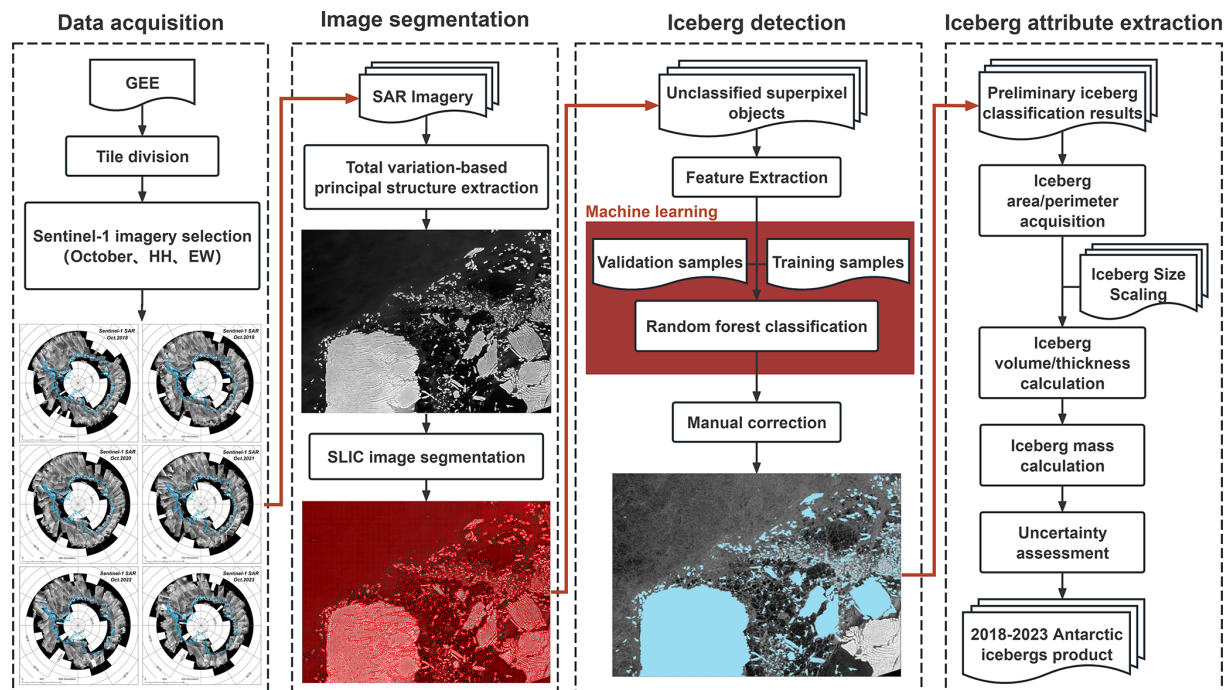 Data acquisition
GEE
Tile division
Sentinel-1 imagery selection
(October、HH、EW)
Sentinel-1 SAR
Oct.2018
Sentinel-1 SAR
Oct.2019
Sentinel-1 SAR
Oct.2020
Sentinel-1 SAR
Oct.2021
Sentinel-1 SAR
Oct.2022
Sentinel-1 SAR
Oct.2023
Image segmentation
SAR Imagery
Total variation-based
principal structure extraction
SLIC image segmentation
Iceberg detection
Unclassified superpixel
objects
Feature Extraction
Machine learning
Validation samples
Training samples
Random forest classification
Manual correction
Iceberg attribute extraction
Preliminary iceberg
classification results
Iceberg
area/perimeter
acquisition
Iceberg Size
Scaling
Iceberg
volume/thickness
calculation
Iceberg mass
calculation
Uncertainty
assessment
2018-2023 Antarctic
icebergs product